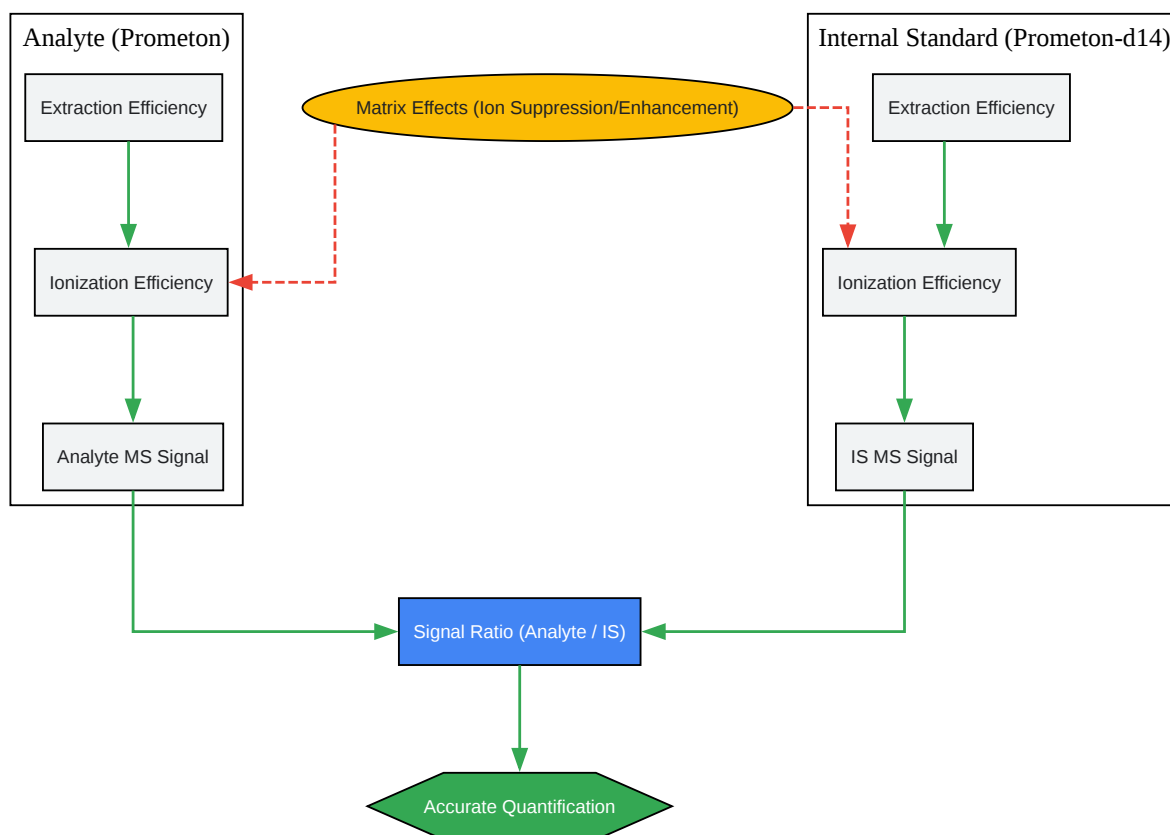 Analyte (Prometon)
Internal Standard (Prometon-d14)
Extraction Efficiency
Matrix Effects (Ion Suppression/Enhancement)
Extraction Efficiency
Ionization Efficiency
Ionization Efficiency
Analyte MS Signal
IS MS Signal
Signal Ratio (Analyte / IS)
Accurate Quantification